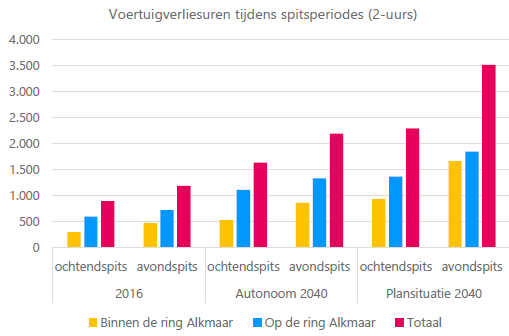 Voertuigverliesuren tijdens spitsperiodes (2-uurs)
4.000
3.500
3.000
2.500
2.000
1.500
1.000
500
0
ochtendspits avondspits ochtendspits avondspits ochtendspits avondspits
2016 Autonoom 2040 Plansituatie 2040
Binnen de ring Alkmaar Op de ring Alkmaar Totaal